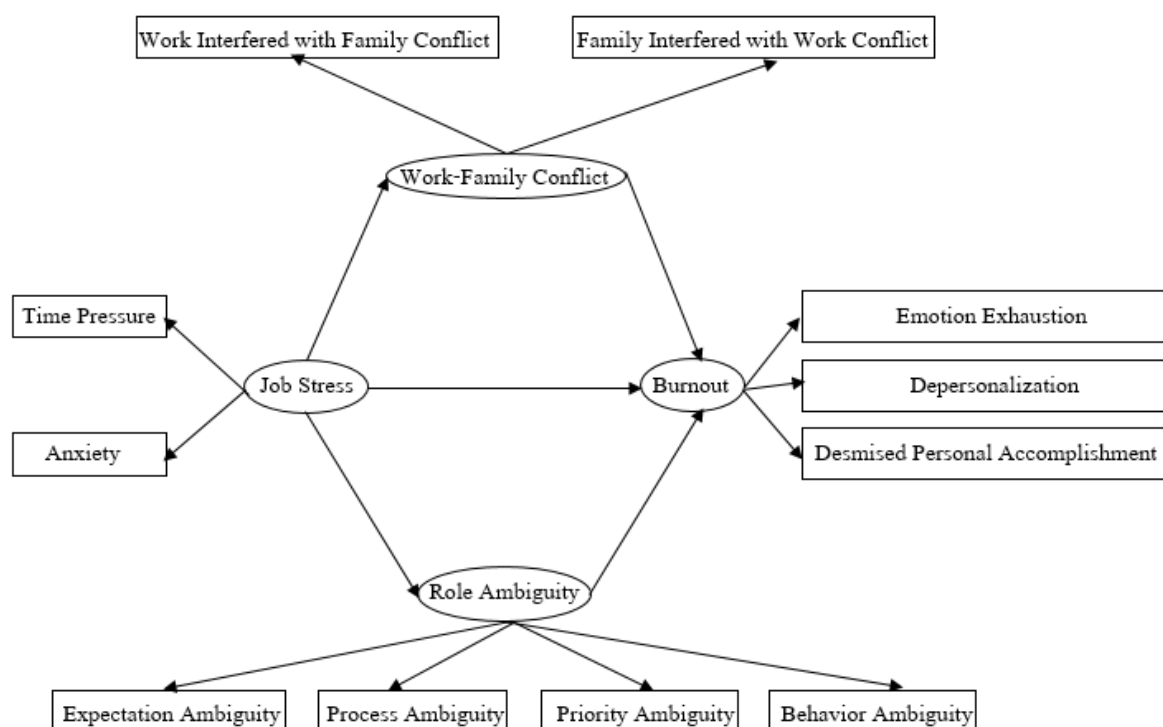 Work Interfered with Family Conflict
Family Interfered with Work Conflict
Work-Family Conflict
Time Pressure
Emotion Exhaustion
Job Stress
Burnout
Depersonalization
Anxiety
Desmised Personal Accomplishment
Role Ambiguity
Expectation Ambiguity
Process Ambiguity
Priority Ambiguity
Behavior Ambiguity